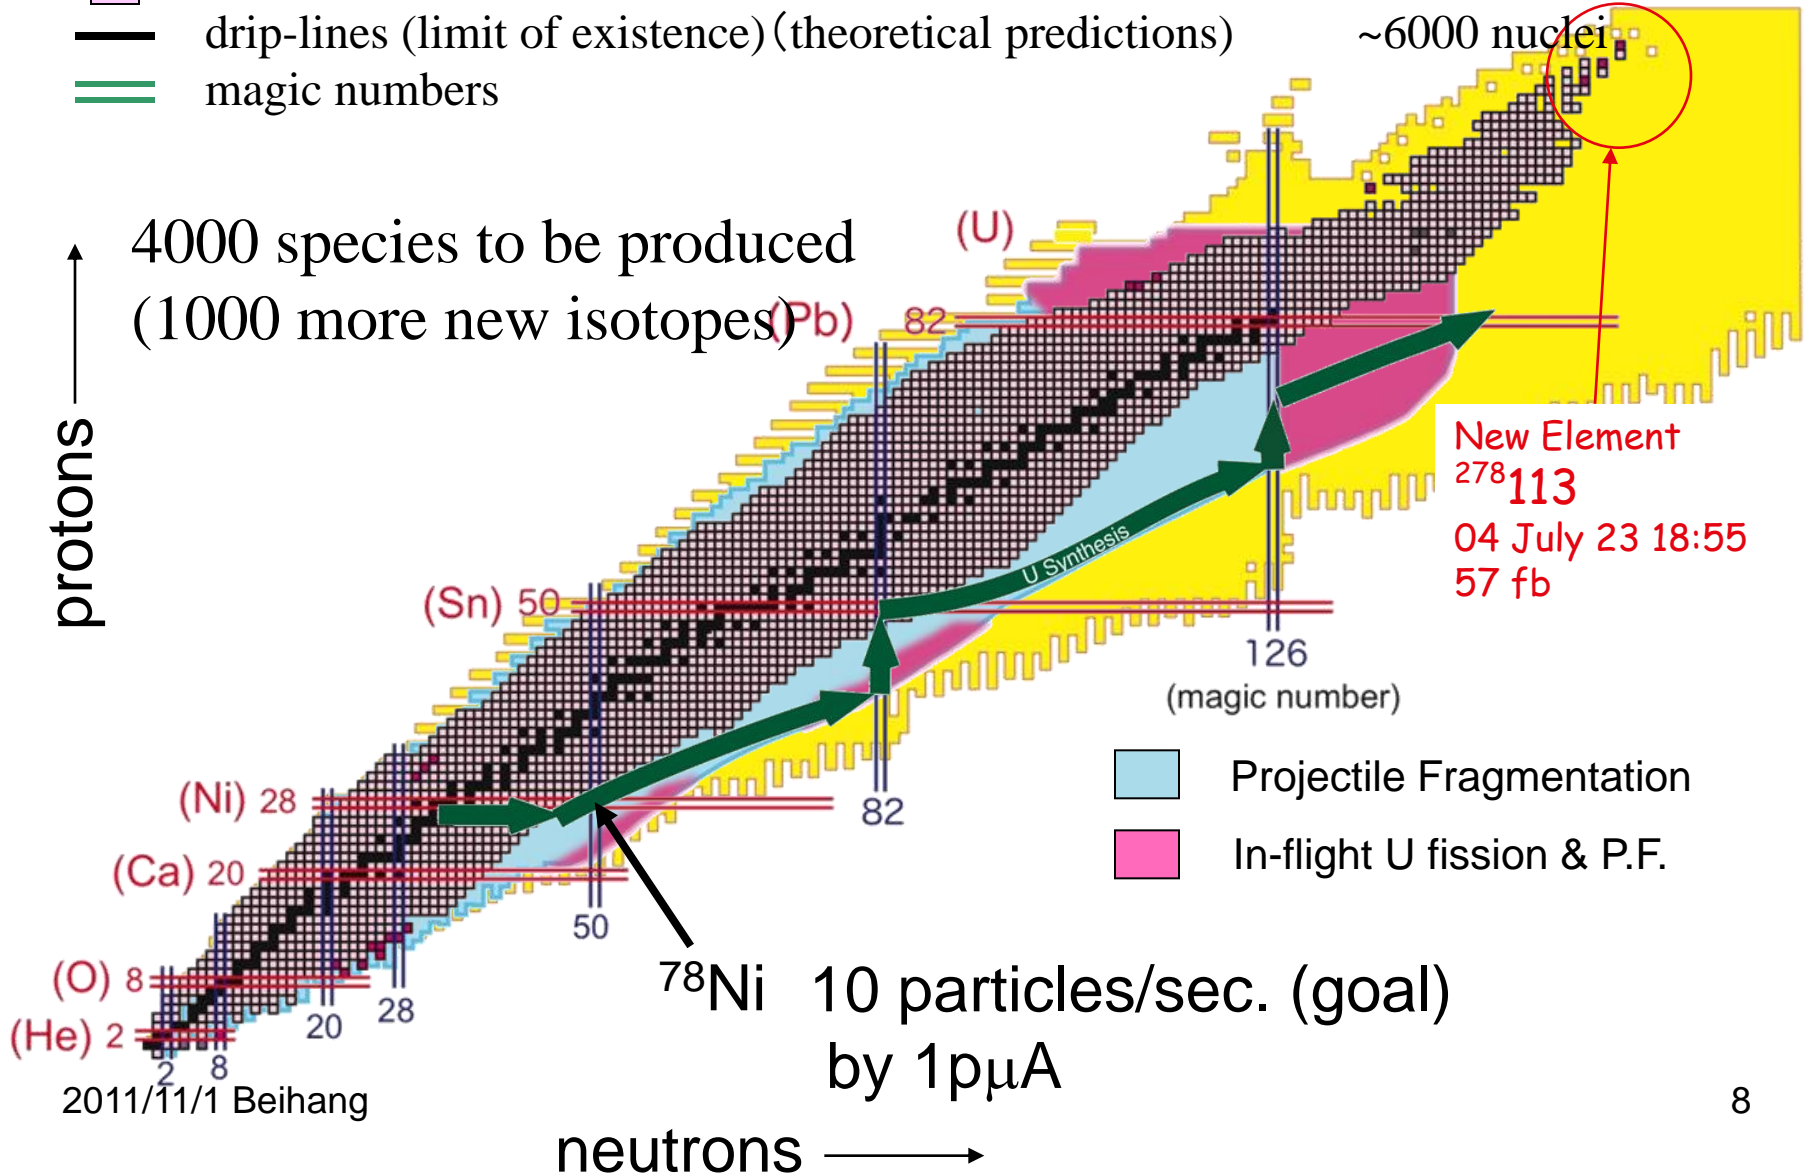 drip-lines (limit of existence)（theoretical predictions)
~6000 nuclei
magic numbers
4000 species to be produced
(1000 more new isotopes)
(U)
(Pb) 82
protons
New Element
²⁷⁸113
04 July 23 18:55
57 fb
U Synthesis
(Sn) 50
126
(magic number)
Projectile Fragmentation
(Ni) 28
82
In-flight U fission & P.F.
(Ca) 20
50
⁷⁸Ni 10 particles/sec. (goal)
by 1pμA
(O) 8
28
20
(He) 2
2
8
2011/11/1 Beihang
8
neutrons